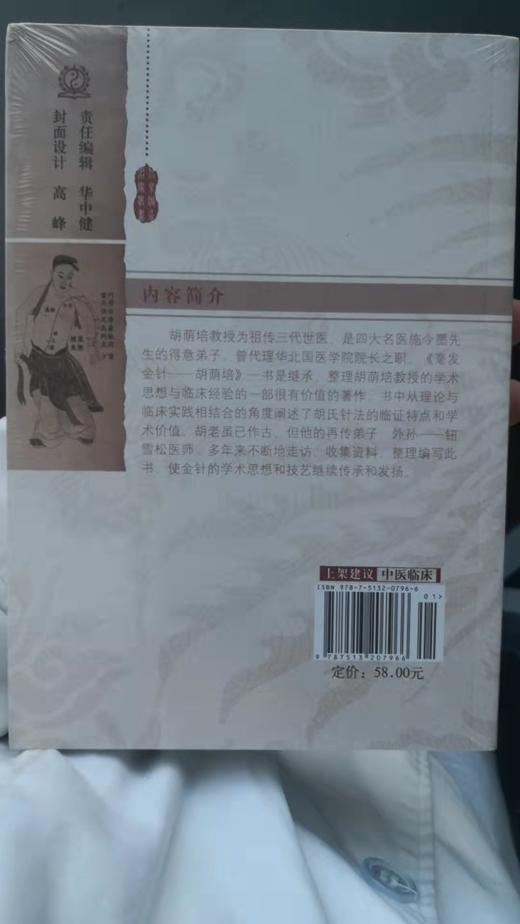 责任编辑 华中健
封面设计 高峰
内容简介
胡荫培教授为祖传三代世医，是四大名医施今墨先
生的得意弟子，曾代理华北国医学院院长之职。《毫发
金针——胡荫培》一书是继承、整理胡荫培教授的学术
思想与临床经验的一部很有价值的著作。书中从理论与
临床实践相结合的角度阐述了胡氏针法的临证特点和学
术价值。胡老虽已作古，但他的再传弟子、外孙——钮
雪松医师，多年来不断地走访、收集资料，整理编写此
书，使金针的学术思想和技艺继续传承和发扬。
上架建议 中医临床
ISBN 978-7-5132-0796-6
01>
9 787513 207966
定价：58.00元